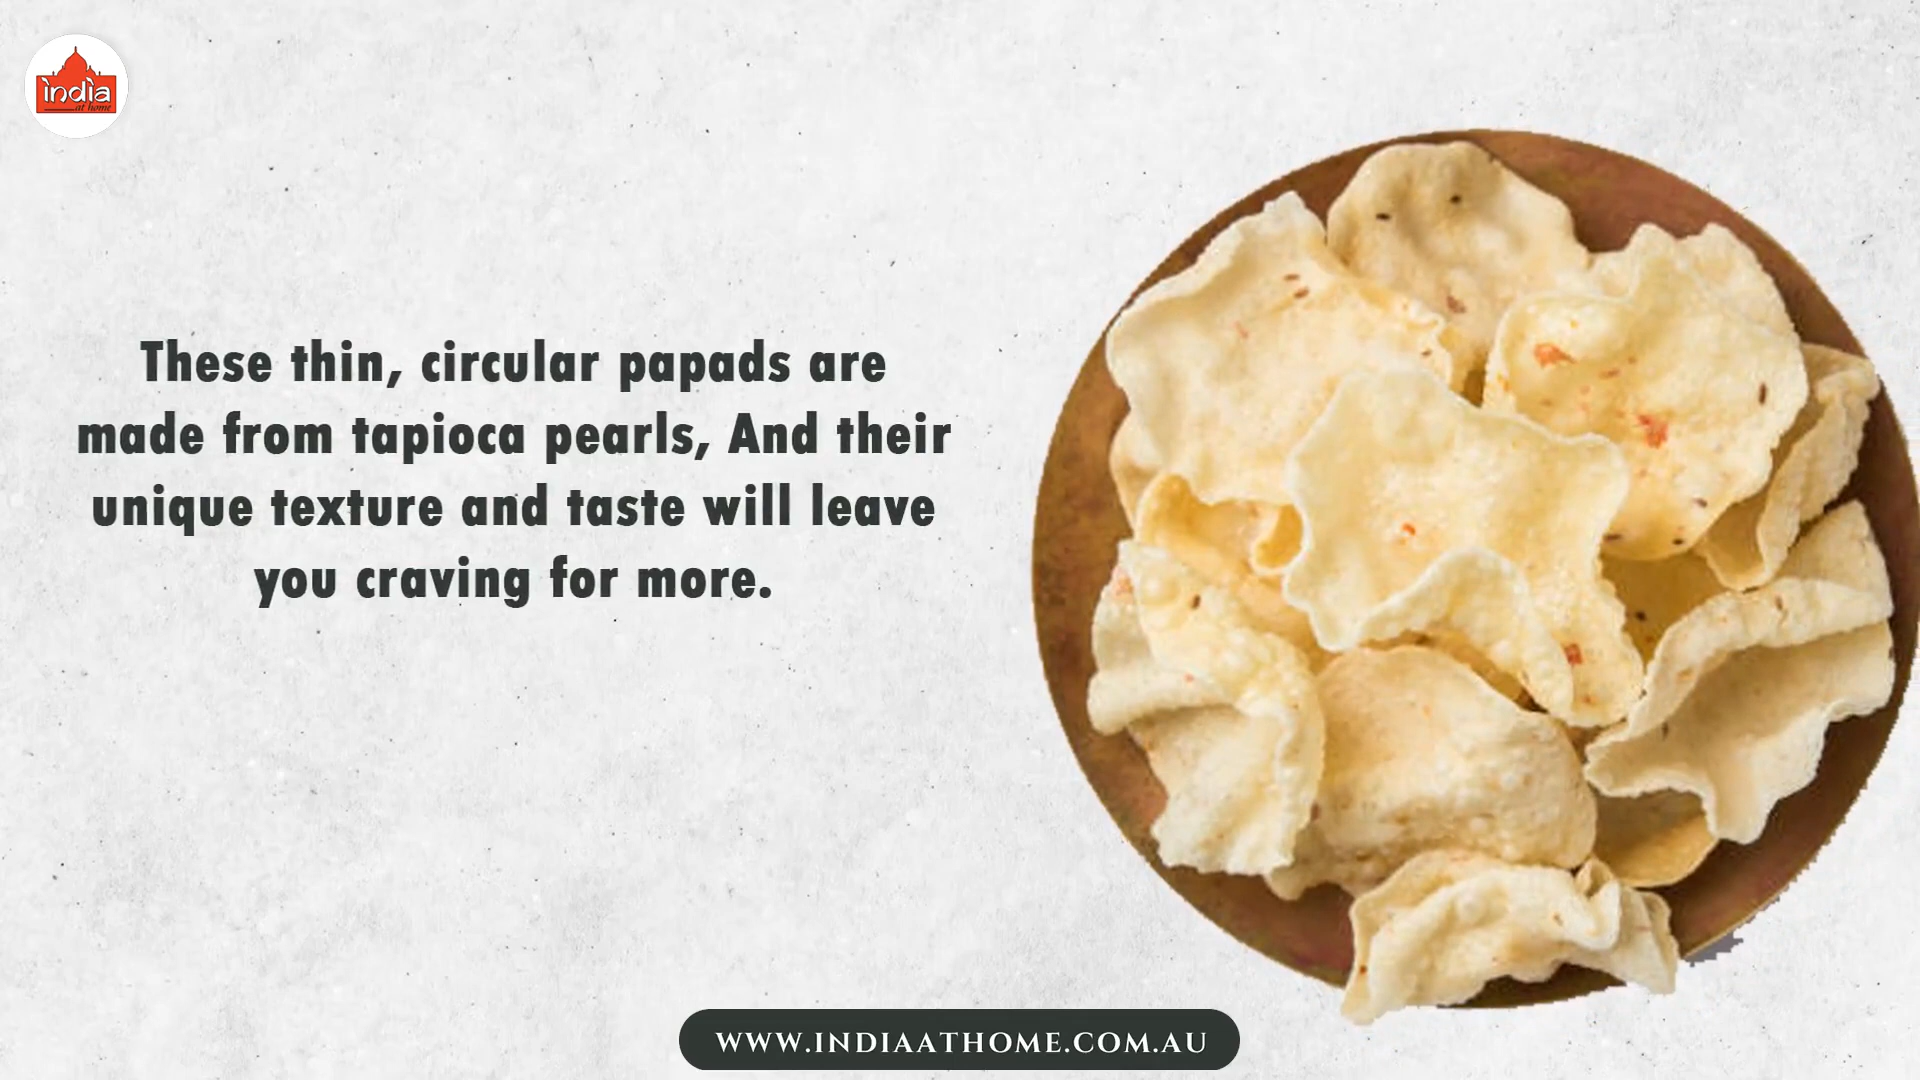 india
at home
These thin, circular papads are
made from tapioca pearls, And their
unique texture and taste will leave
you craving for more.
WWW.INDIAATHOME.COM.AU